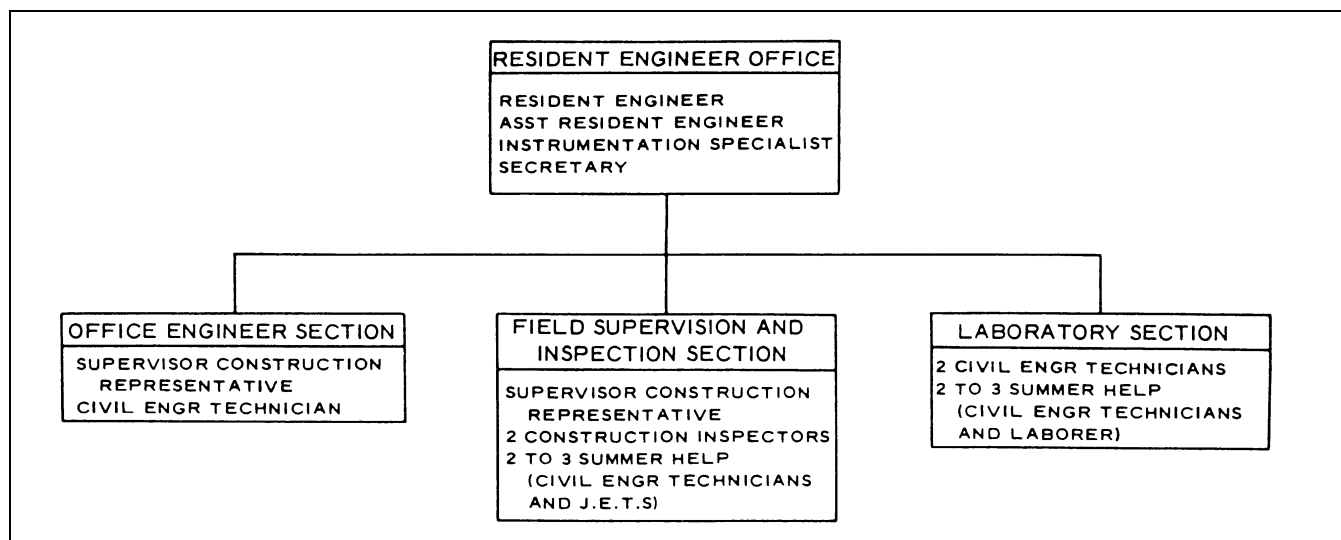 RESIDENT ENGINEER OFFICE
RESIDENT ENGINEER
ASST RESIDENT ENGINEER
INSTRUMENTATION SPECIALIST
SECRETARY
OFFICE ENGINEER SECTION
SUPERVISOR CONSTRUCTION
REPRESENTATIVE
CIVIL ENGR TECHNICIAN
FIELD SUPERVISION AND
INSPECTION SECTION
SUPERVISOR CONSTRUCTION
REPRESENTATIVE
2 CONSTRUCTION INSPECTORS
2 TO 3 SUMMER HELP
(CIVIL ENGR TECHNICIANS
AND J.E.T.S)
LABORATORY SECTION
2 CIVIL ENGR TECHNICIANS
2 TO 3 SUMMER HELP
(CIVIL ENGR TECHNICIANS
AND LABORER)